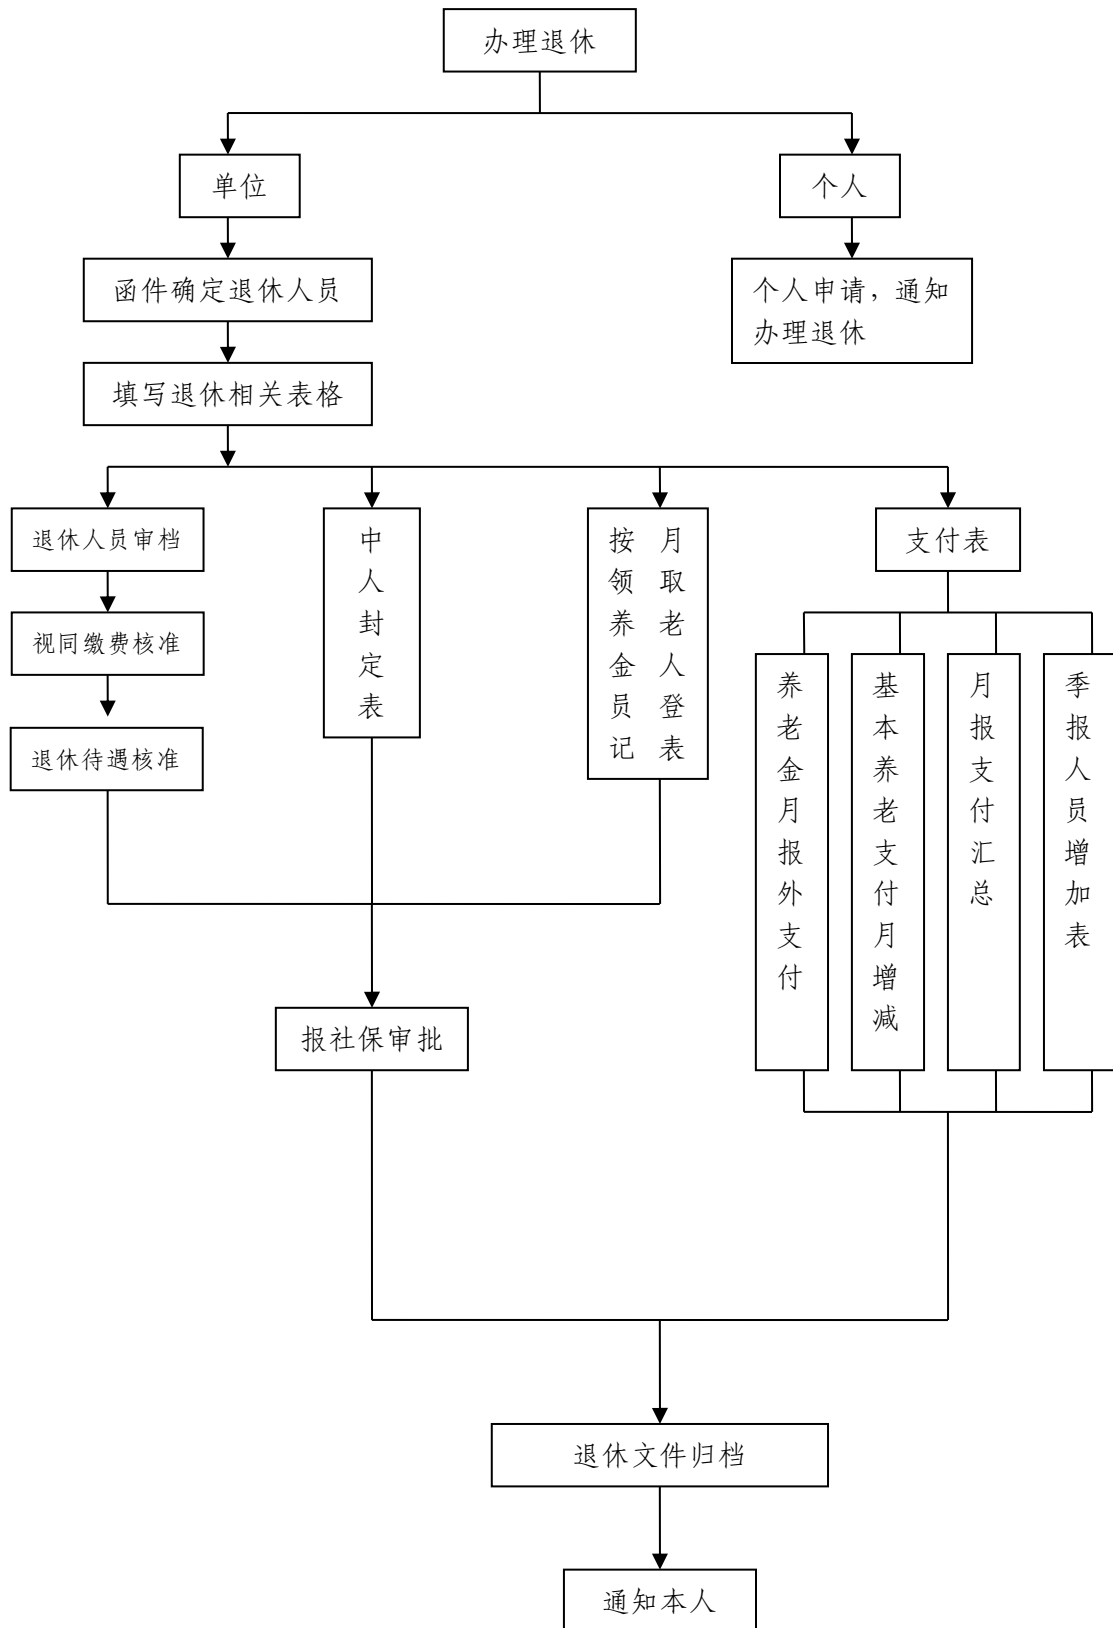 办理退休
单位
个人
函件确定退休人员
个人申请，通知
办理退休
填写退休相关表格
退休人员审档
中人封定表
按月
领取
养老
金人
员登
记表
支付表
视同缴费核准
退休待遇核准
养老金月报外支付
基本养老支付月增减
月报支付汇总
季报人员增加表
报社保审批
退休文件归档
通知本人